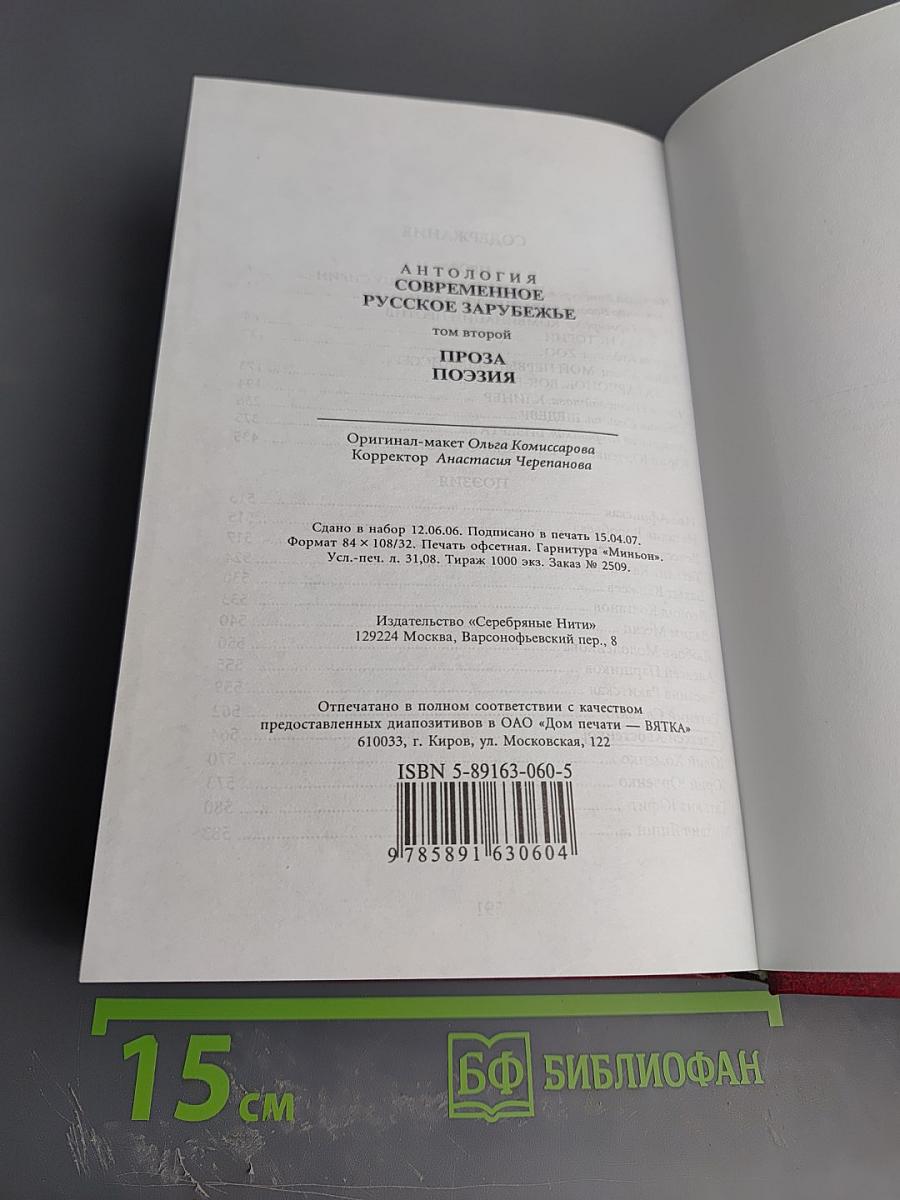 АНТОЛОГИЯ
СОВРЕМЕННОЕ
РУССКОЕ ЗАРУБЕЖЬЕ
ТОМ ВТОРОЙ
ПРОЗА
ПОЭЗИЯ
Оригинал-макет Ольга Комиссарова
Корректор Анастасия Черепанова
Сдано в набор 12.06.06. Подписано в печать 15.04.07.
Формат 84 × 108/32. Печать офсетная. Гарнитура «Миньон».
Усл.-печ. л. 31,08. Тираж 1000 экз. Заказ № 2509.
Издательство «Серебряные Нити»
129224 Москва, Варсонофьевский пер., 8
Отпечатано в полном соответствии с качеством
предоставленных диапозитивов в ОАО «Дом печати — ВЯТКА»
610033, г. Киров, ул. Московская, 122
ISBN 5-89163-060-5
9 785891 630604
15 см
БФ БИБЛИОФАН